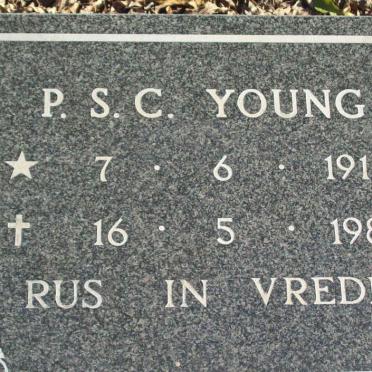 P. S. C. YOUNG
★ 7 · 6 · 191
✝ 16 · 5 · 198
RUS IN VRED